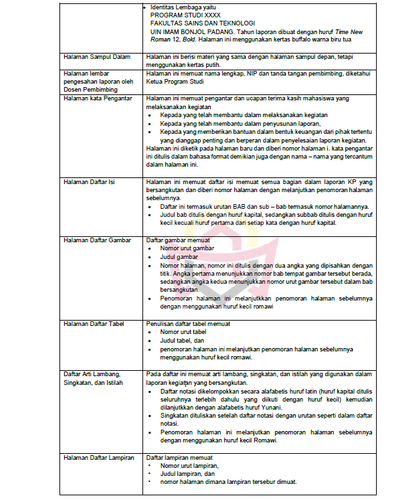 • Identitas Lembaga yaitu
PROGRAM STUDI XXXX
FAKULTAS SAINS DAN TEKNOLOGI
UIN IMAM BONJOL PADANG. Tahun laporan dibuat dengan huruf Time New
Roman 12, Bold. Halaman ini menggunakan kertas buffalo warna biru tua
Halaman Sampul Dalam
Halaman ini berisi materi yang sama dengan halaman sampul depan, tetapi
menggunakan kertas putih.
Halaman lembar
pengesahan laporan oleh
Dosen Pembimbing
Halaman ini memuat nama lengkap, NIP dan tanda tangan pembimbing, diketahui
Ketua Program Studi
Halaman kata Pengantar
Halaman ini memuat pengantar dan ucapan terima kasih mahasiswa yang
melaksanakan kegiatan
• Kepada yang telah membantu dalam melaksanakan kegiatan
• Kepada yang telah membantu dalam penyusunan laporan,
• Kepada yang memberikan bantuan dalam bentuk keuangan dari pihak tertentu
yang dianggap penting dan berperan dalam penyelesaian laporan kegiatan.
Halaman ini diketik pada halaman baru dan diberi nomor halaman i. kata pengantar
ini ditulis dalam bahasa format demikian juga dengan nama – nama yang tercantum
dalam halaman ini.
Halaman Daftar Isi
Halaman ini memuat daftar isi memuat semua bagian dalam laporan KP yang
bersangkutan dan diberi nomor halaman dengan melanjutkan penomoran halaman
sebelumnya.
• Daftar ini termasuk urutan BAB dan sub – bab termasuk nomor halamannya.
• Judul bab ditulis dengan huruf kapital, sedangkan subbab ditulis dengan huruf
kecil kecuali huruf pertama dari setiap kata dengan huruf kapital.
Halaman Daftar Gambar
Daftar gambar memuat
• Nomor urut gambar
• Judul gambar
• Nomor halaman, nomor ini ditulis dengan dua angka yang dipisahkan dengan
titik. Angka pertama menunjukkan nomor bab tempat gambar tersebut berada,
sedangkan angka kedua menunjukkan nomor urut gambar tersebut dalam bab
bersangkutan
• Penomoran halaman ini melanjutkkan penomoran halaman sebelumnya
dengan menggunakan huruf kecil romawi
Halaman Daftar Tabel
Penulisan daftar tabel memuat
• Nomor urut tabel
• Judul tabel, dan
• penomoran halaman ini melanjutkan penomoran halaman sebelumnya
menggunakan huruf kecil romawi.
Daftar Arti Lambang,
Singkatan, dan Istilah
Pada daftar ini memuat arti lambang, singkatan, dan istilah yang digunakan dalam
laporan kegiatan yang bersangkutan.
• Daftar notasi dikelompokkan secara alfabetis huruf latin (huruf kapital ditulis
seluruhnya terlebih dahulu yang diikuti dengan huruf kecil) kemudian
dilanjutkkan dengan alafabetis huruf Yunani.
• Singkatan dituliskan setelah daftar notasi dengan urutan seperti dalam daftar
notasi.
• Penomoran halaman ini melanjutkan penomoran halaman sebelumnya
dengan menggunakan huruf kecil Romawi.
Halaman Daftar Lampiran
Daftar lampiran memuat
• Nomor urut lampiran,
• Judul lampiran, dan
• nomor halaman dimana lampiran tersebut dimuat.